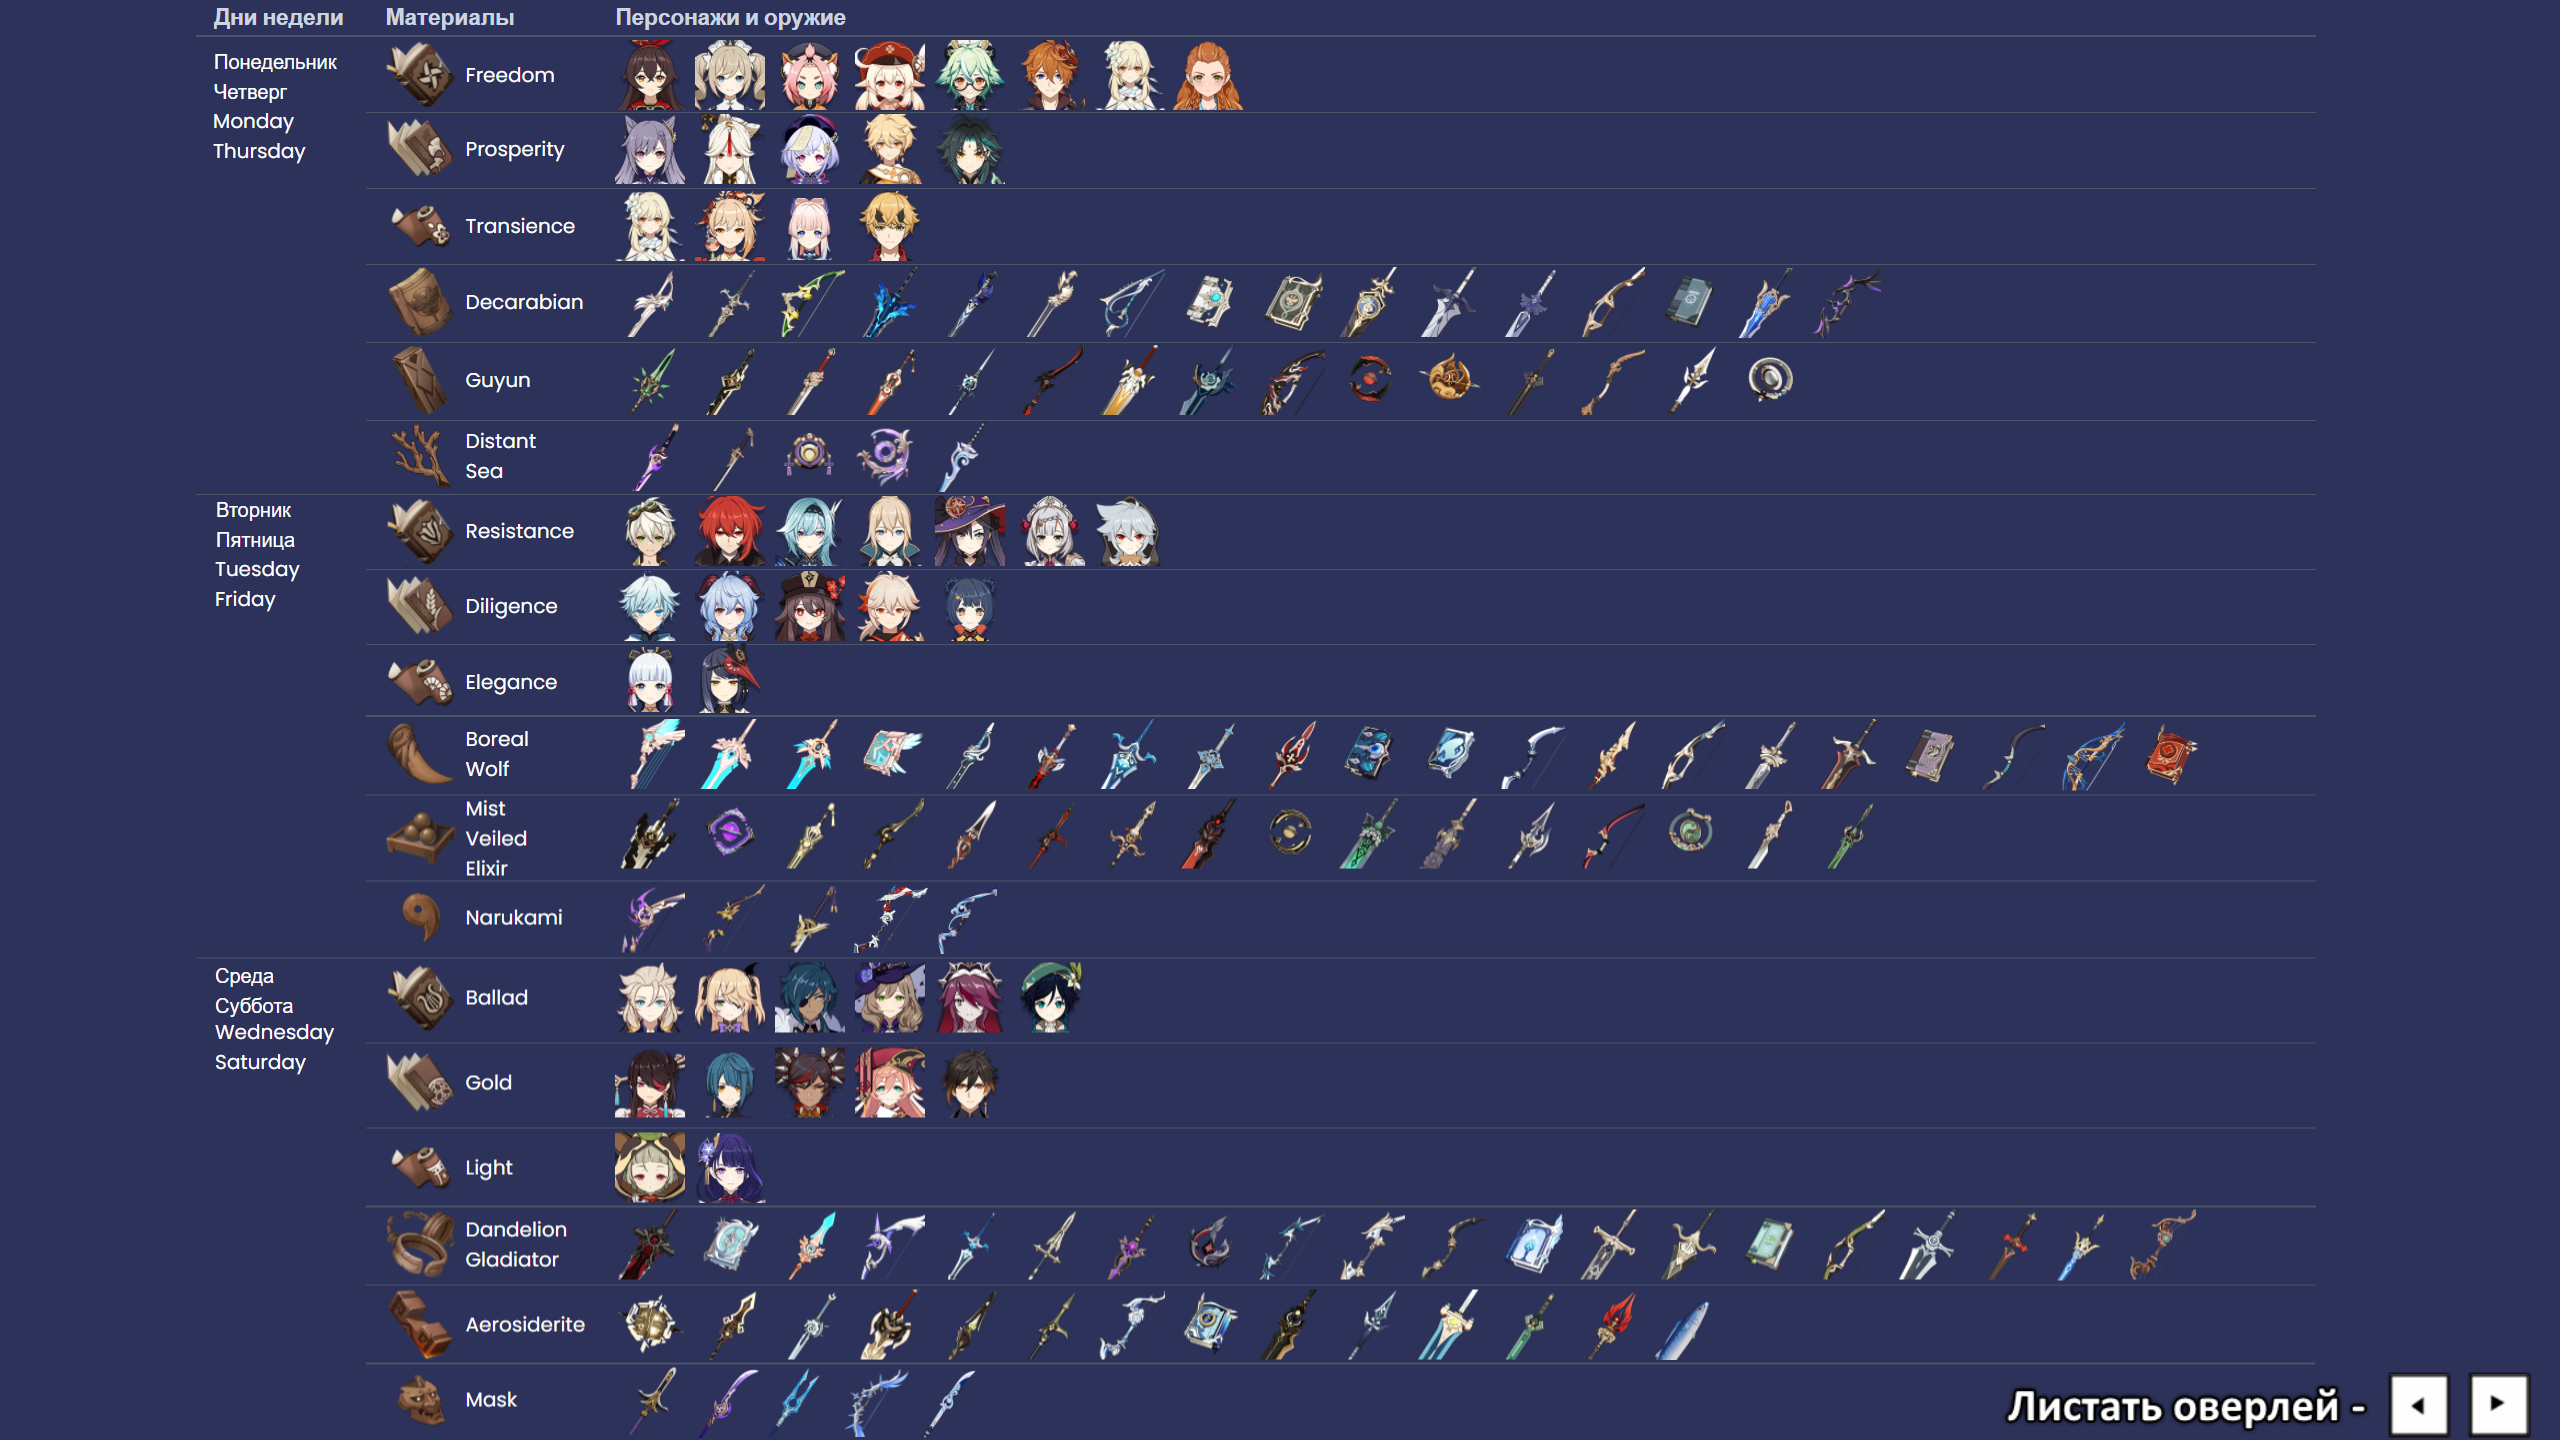 Дни недели
Материалы
Персонажи и оружие
Понедельник
Четверг
Monday
Thursday
Freedom
Prosperity
Transience
Decarabian
Guyun
Distant
Sea
Вторник
Пятница
Tuesday
Friday
Resistance
Diligence
Elegance
Boreal
Wolf
Mist
Veiled
Elixir
Narukami
Среда
Суббота
Wednesday
Saturday
Ballad
Gold
Light
Dandelion
Gladiator
Aerosiderite
Mask
Листать оверлей -